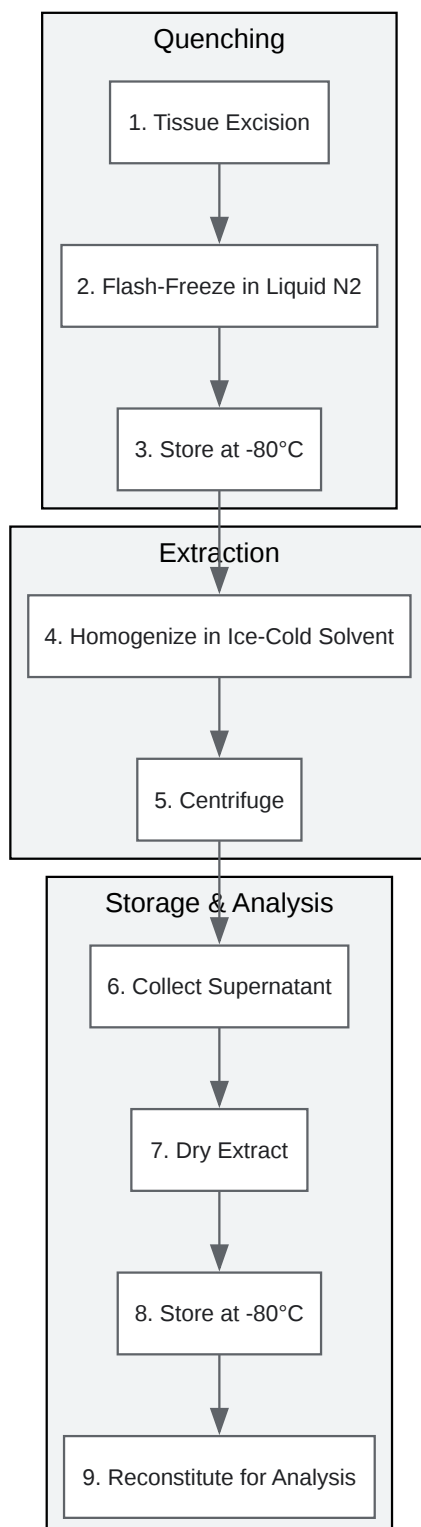 Quenching
1. Tissue Excision
2. Flash-Freeze in Liquid N2
3. Store at -80°C
Extraction
4. Homogenize in Ice-Cold Solvent
5. Centrifuge
Storage & Analysis
6. Collect Supernatant
7. Dry Extract
8. Store at -80°C
9. Reconstitute for Analysis